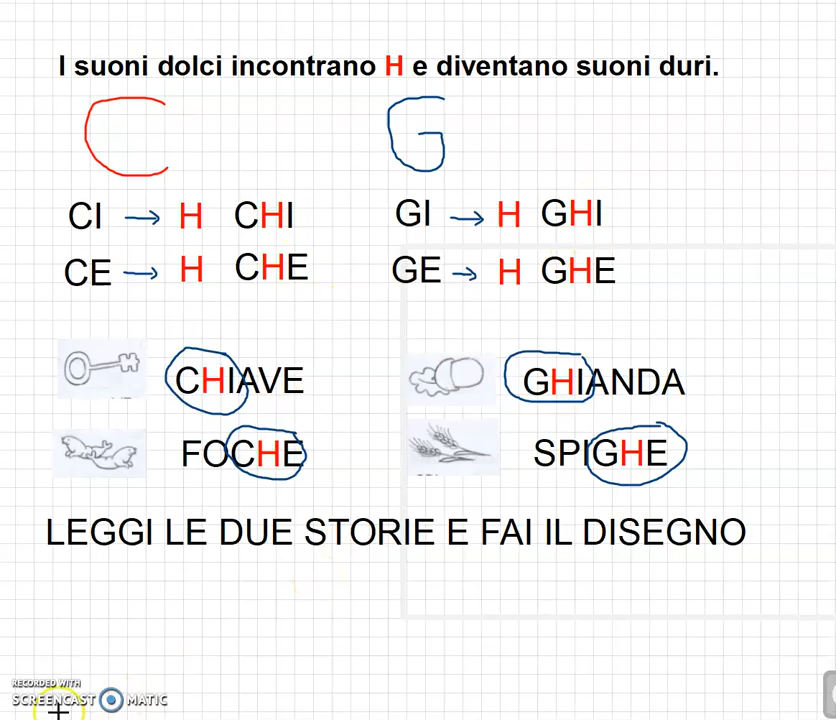 I suoni dolci incontrano H e diventano suoni duri.
C G
CI → H CHI GI → H GHI
CE → H CHE GE → H GHE
CHIAVE GHIANDA
FOCHE SPIGHE
LEGGI LE DUE STORIE E FAI IL DISEGNO
RECORDED WITH
SCREENCAST MATIC